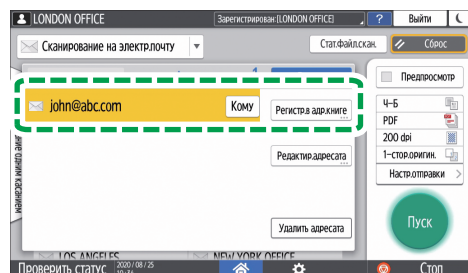 LONDON OFFICE
Зарегистрирован:[LONDON OFFICE]
?
Выйти
Сканирование на электр.почту
Стат.файл.скан.
Сброс
Предпросмотр
john@abc.com
Кому
Регистр.в адр.книге
Ч-Б
PDF
200 dpi
1-стор.оригин.
Настр.отправки
Редактир.адресата
Удалить адресата
Пуск
LOS ANGELES
NEW YORK OFFICE
Проверить статус
2020 / 08 / 25
Стоп